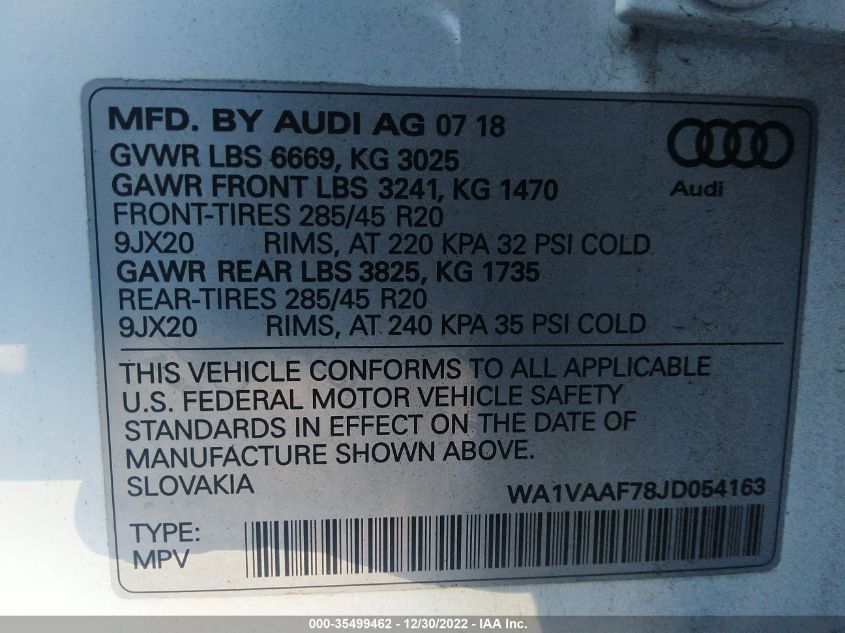 MFD. BY AUDI AG 07 18
GVWR LBS 6669, KG 3025
GAWR FRONT LBS 3241, KG 1470
FRONT-TIRES 285/45 R20
9JX20 RIMS, AT 220 KPA 32 PSI COLD
GAWR REAR LBS 3825, KG 1735
REAR-TIRES 285/45 R20
9JX20 RIMS, AT 240 KPA 35 PSI COLD
Audi
THIS VEHICLE CONFORMS TO ALL APPLICABLE
U.S. FEDERAL MOTOR VEHICLE SAFETY
STANDARDS IN EFFECT ON THE DATE OF
MANUFACTURE SHOWN ABOVE.
SLOVAKIA
WA1VAAF78JD054163
TYPE:
MPV
000-35499462 - 12/30/2022 - IAA Inc.